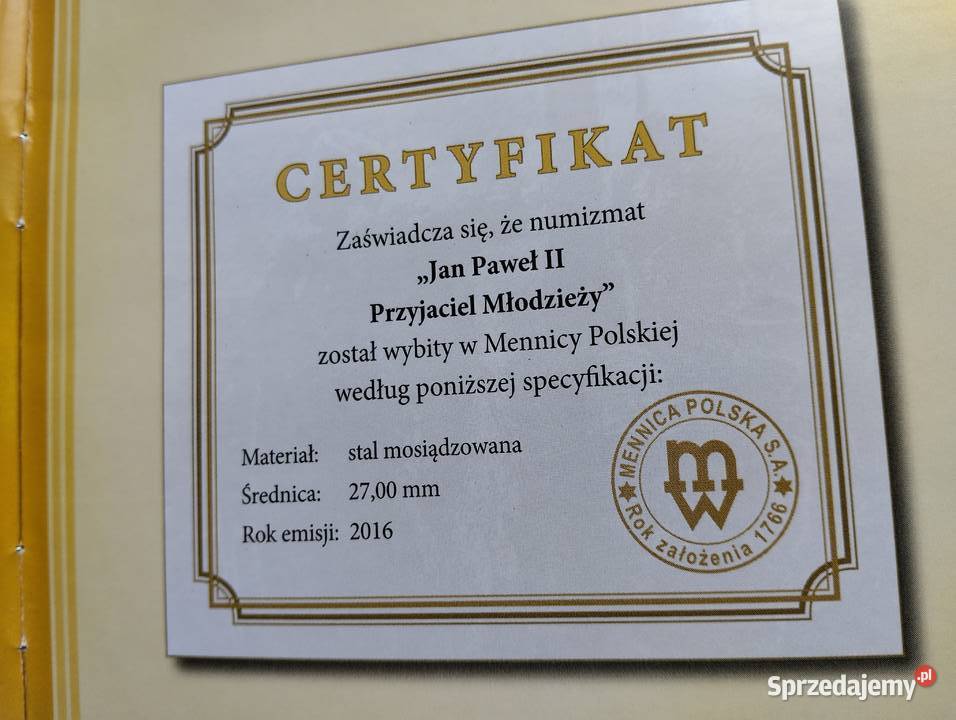 CERTYFIKAT
Zaświadcza się, że numizmat
„Jan Paweł II
Przyjaciel Młodzieży”
został wybity w Mennicy Polskiej
według poniższej specyfikacji:
Materiał: stal mosiądzowana
Średnica: 27,00 mm
Rok emisji: 2016
MENNICA POLSKA S.A.
mw
Rok założenia 1766
Sprzedajemy.pl